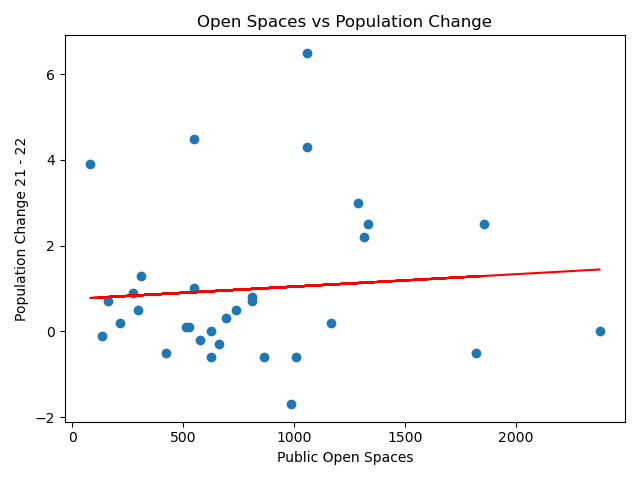 Open Spaces vs Population Change
Population Change 21 - 22
6
4
2
0
−2
0 500 1000 1500 2000
Public Open Spaces